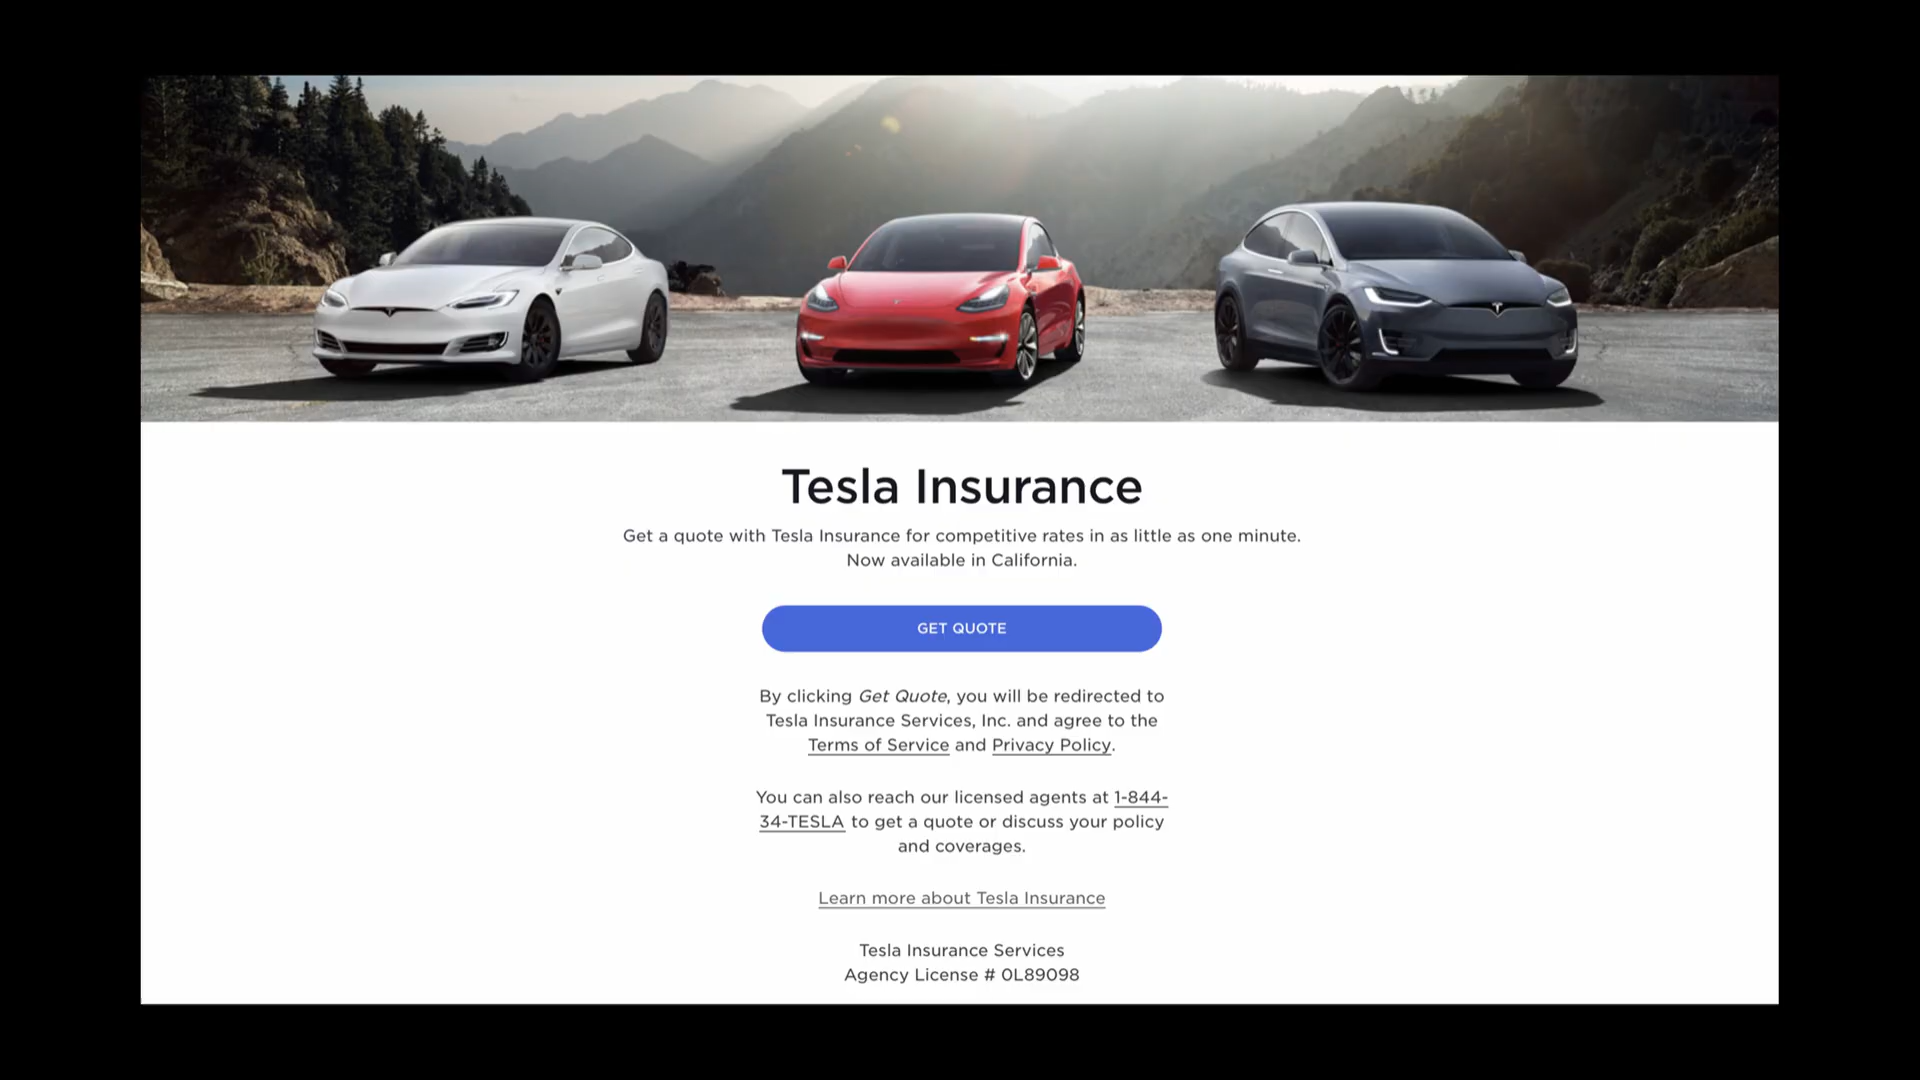 Tesla Insurance
Get a quote with Tesla Insurance for competitive rates in as little as one minute.
Now available in California.
GET QUOTE
By clicking Get Quote, you will be redirected to
Tesla Insurance Services, Inc. and agree to the
Terms of Service and Privacy Policy.
You can also reach our licensed agents at 1-844-
34-TESLA to get a quote or discuss your policy
and coverages.
Learn more about Tesla Insurance
Tesla Insurance Services
Agency License # 0L89098